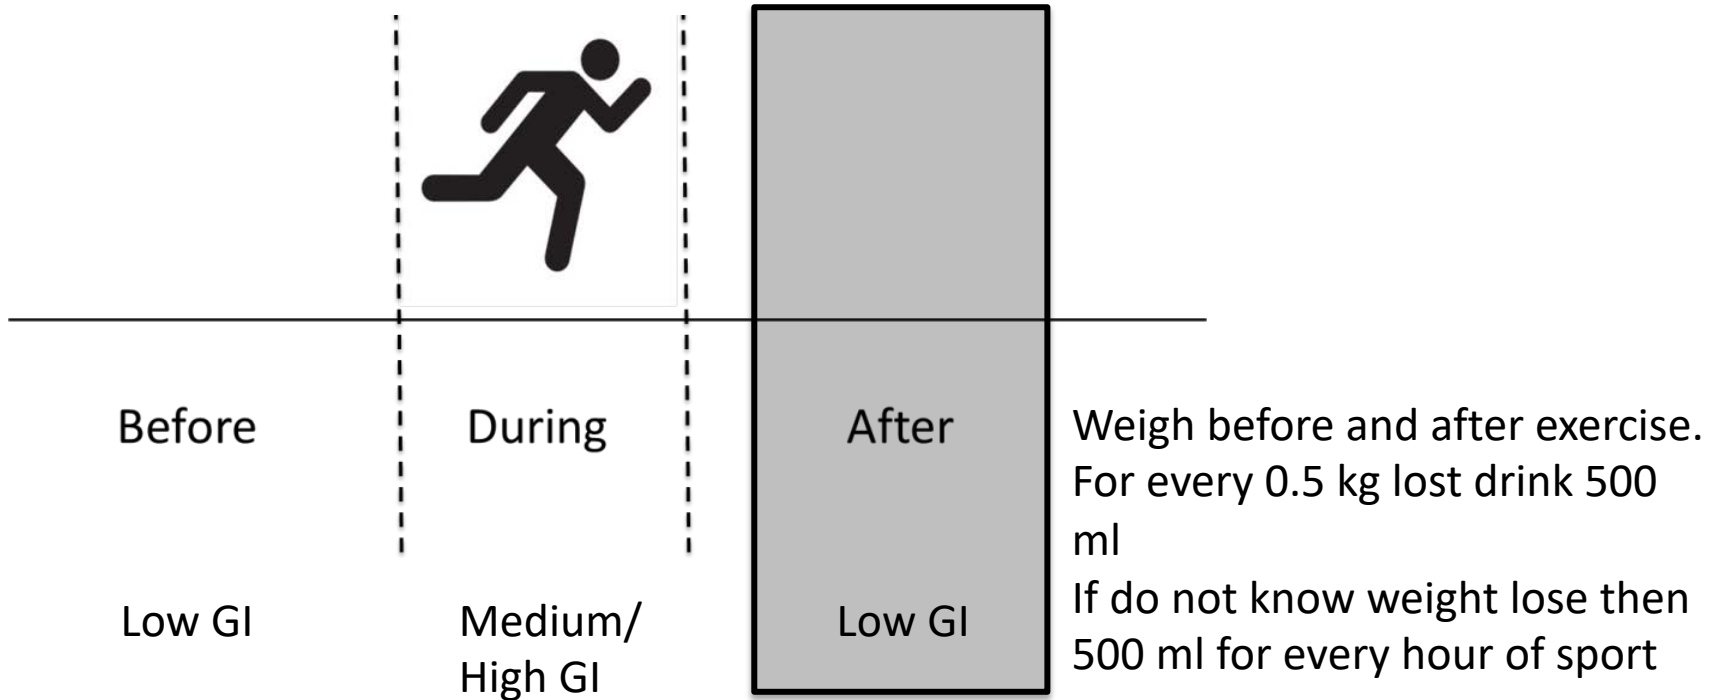 Before
During
After
Low GI
Medium/
High GI
Low GI
Weigh before and after exercise.
For every 0.5 kg lost drink 500
ml
If do not know weight lose then
500 ml for every hour of sport